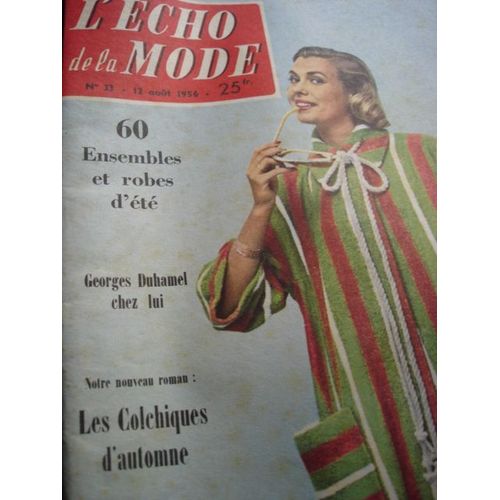 L'ÉCHO
de la MODE
N° 33 - 12 août 1956 - 25 fr.
60
Ensembles
et robes
d'été
Georges Duhamel
chez lui
Notre nouveau roman :
Les Colchiques
d'automne